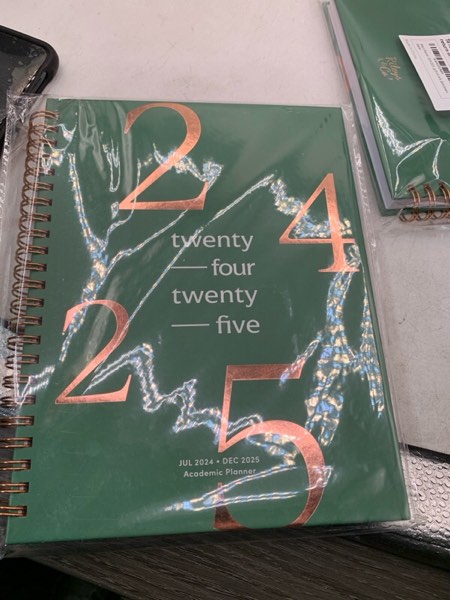 2
4
twenty
— four
twenty
— five
2
5
JUL 2024 • DEC 2025
Academic Planner